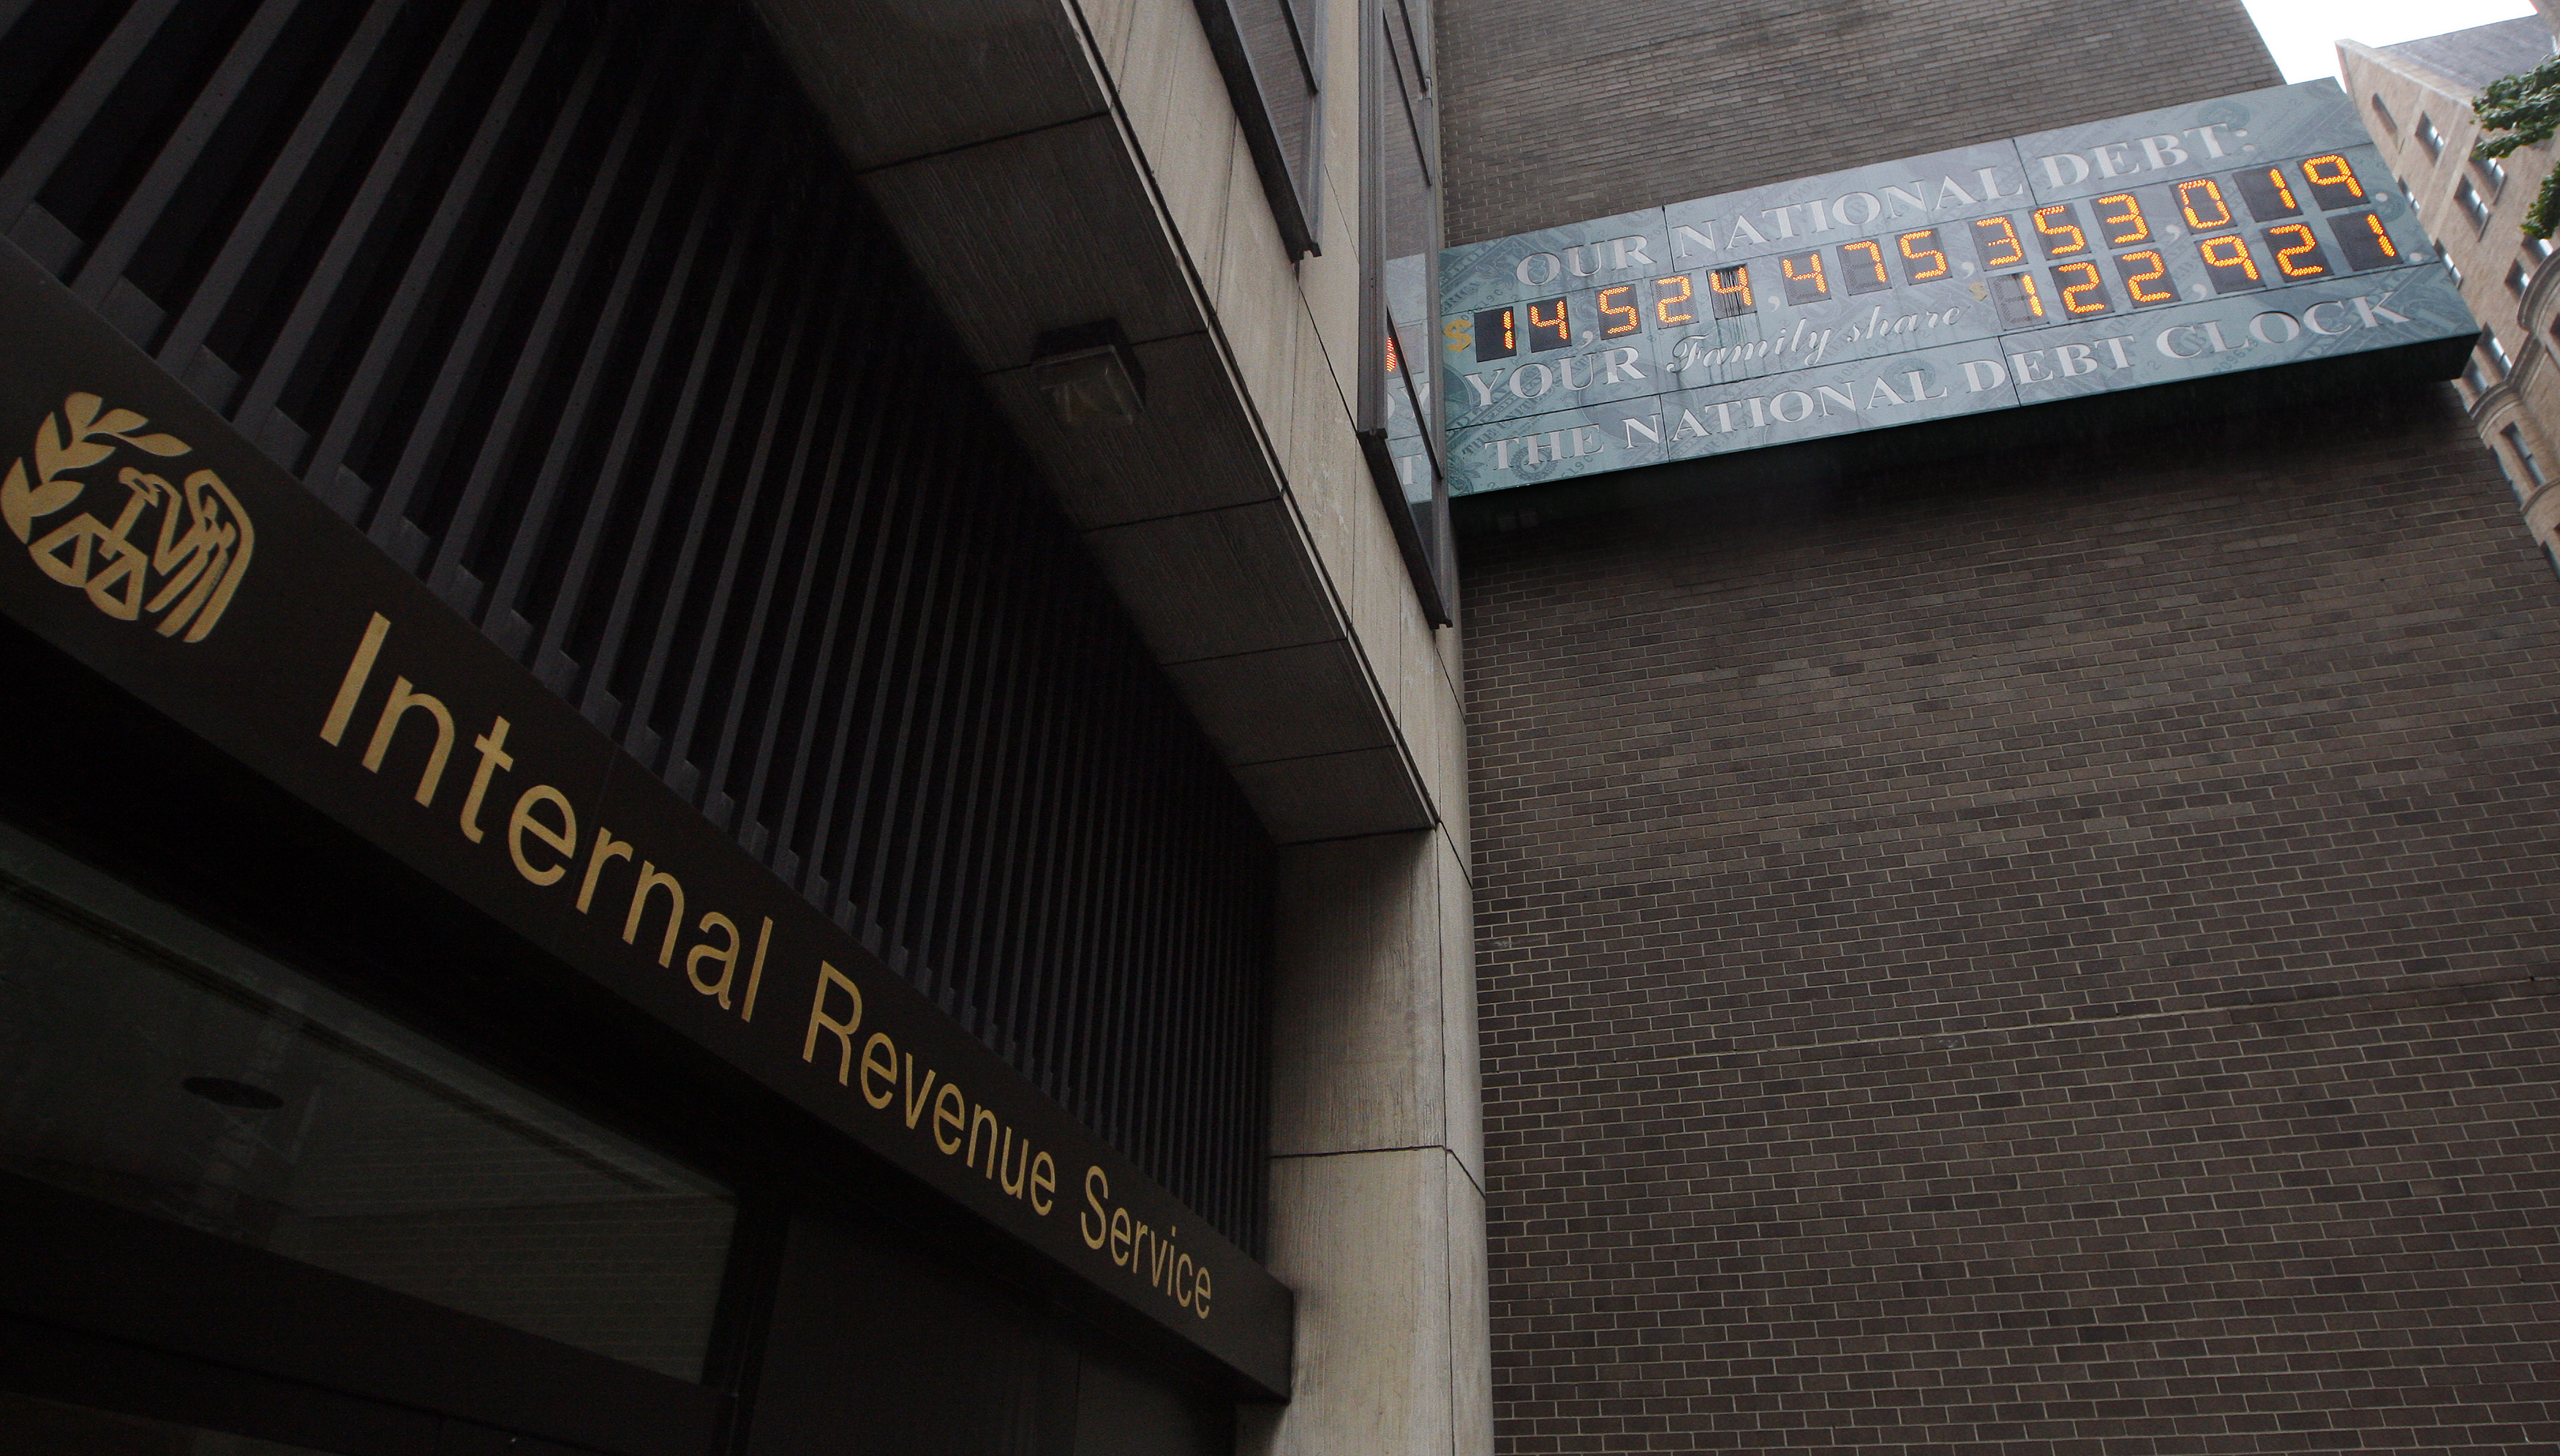 Internal Revenue Service
OUR NATIONAL DEBT:
$14,524,475,353,019.
YOUR Family share $122,921.
THE NATIONAL DEBT CLOCK